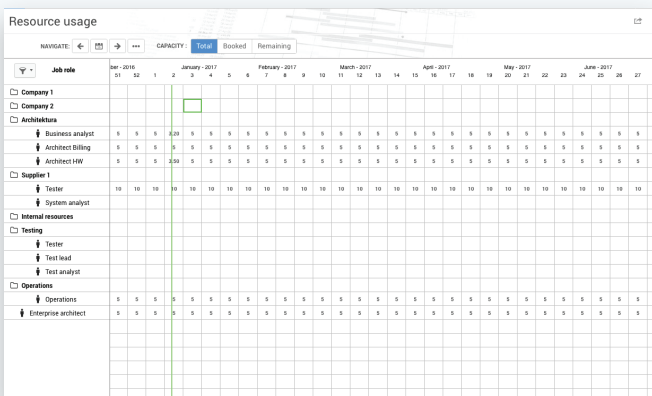 Resource usage
NAVIGATE: CAPACITY: Total Booked Remaining
Job role
ber - 2016 January - 2017 February - 2017 March - 2017 April - 2017 May - 2017 June - 2017
51 52 1 2 3 4 5 6 7 8 9 10 11 12 13 14 15 16 17 18 19 20 21 22 23 24 25 26 27
Company 1
Company 2
Architektura
Business analyst 5 5 5 3.20 5 5 5 5 5 5 5 5 5 5 5 5 5 5 5 5 5 5 5 5 5 5 5 5 5
Architect Billing 5 5 5 5 5 5 5 5 5 5 5 5 5 5 5 5 5 5 5 5 5 5 5 5 5 5 5 5 5
Architect HW 5 5 5 3.50 5 5 5 5 5 5 5 5 5 5 5 5 5 5 5 5 5 5 5 5 5 5 5 5 5
Supplier 1
Tester 10 10 10 10 10 10 10 10 10 10 10 10 10 10 10 10 10 10 10 10 10 10 10 10 10 10 10 10 10
System analyst
Internal resources
Testing
Tester
Test lead
Test analyst
Operations
Operations 5 5 5 5 5 5 5 5 5 5 5 5 5 5 5 5 5 5 5 5 5 5 5 5 5 5 5 5 5
Enterprise architect 5 5 5 5 5 5 5 5 5 5 5 5 5 5 5 5 5 5 5 5 5 5 5 5 5 5 5 5 5